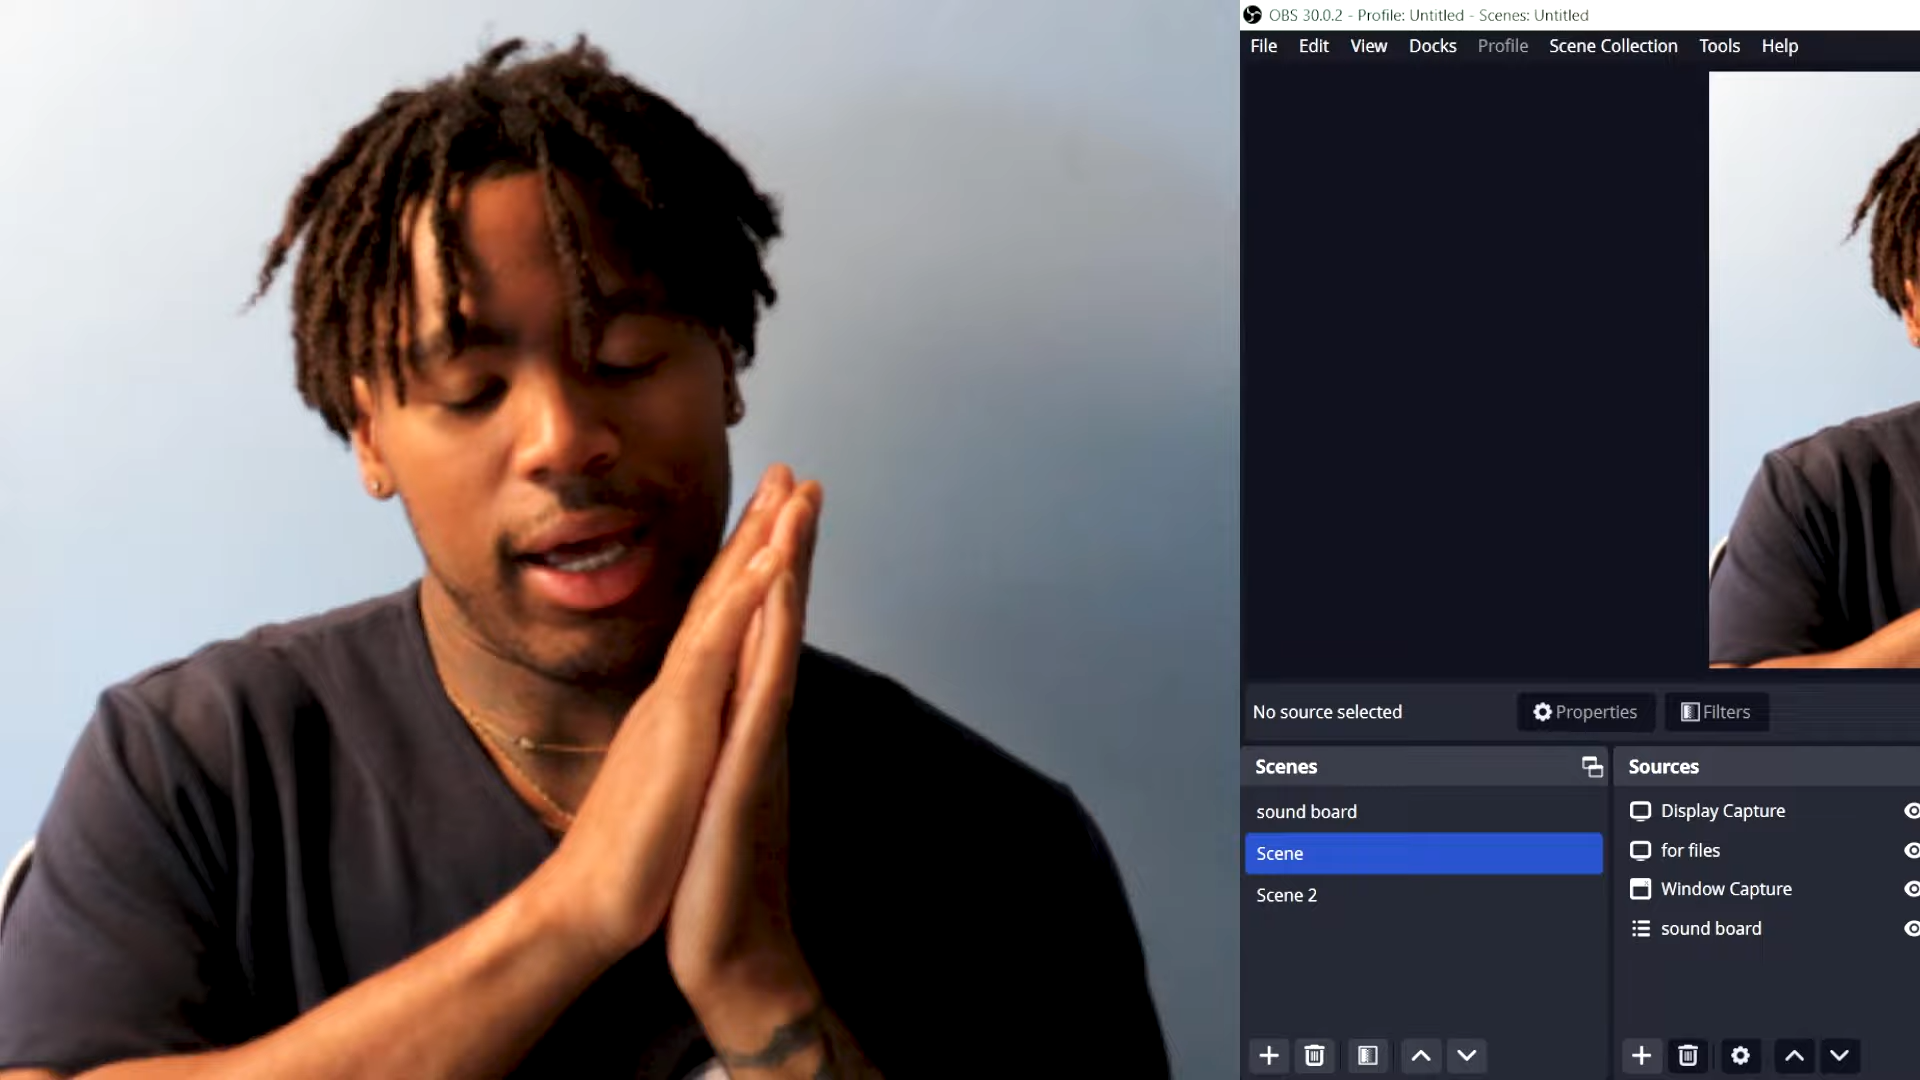 OBS 30.0.2 - Profile: Untitled - Scenes: Untitled
File Edit View Docks Profile Scene Collection Tools Help
No source selected Properties Filters
Scenes
sound board
Scene
Scene 2
Sources
Display Capture
for files
Window Capture
sound board